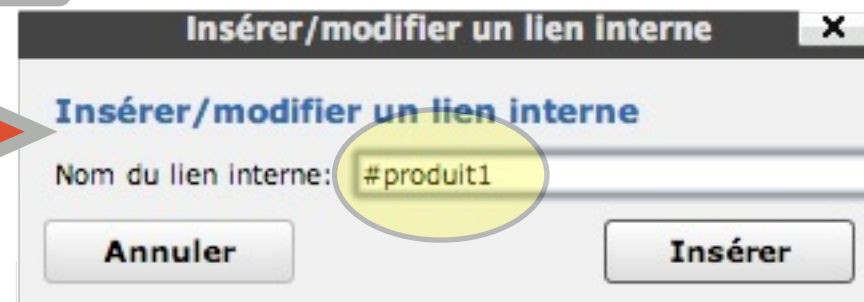 Insérer/modifier un lien interne
Insérer/modifier un lien interne
Nom du lien interne: #produit1
Annuler Insérer